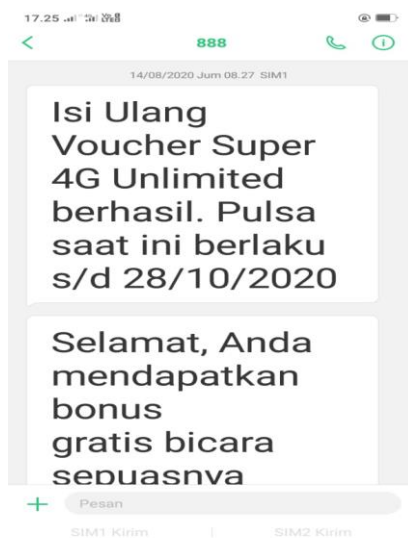 17.25
888
14/08/2020 Jum 08.27 SIM1
Isi Ulang
Voucher Super
4G Unlimited
berhasil. Pulsa
saat ini berlaku
s/d 28/10/2020
Selamat, Anda
mendapatkan
bonus
gratis bicara
sepuasnya
Pesan
SIM1 Kirim
SIM2 Kirim